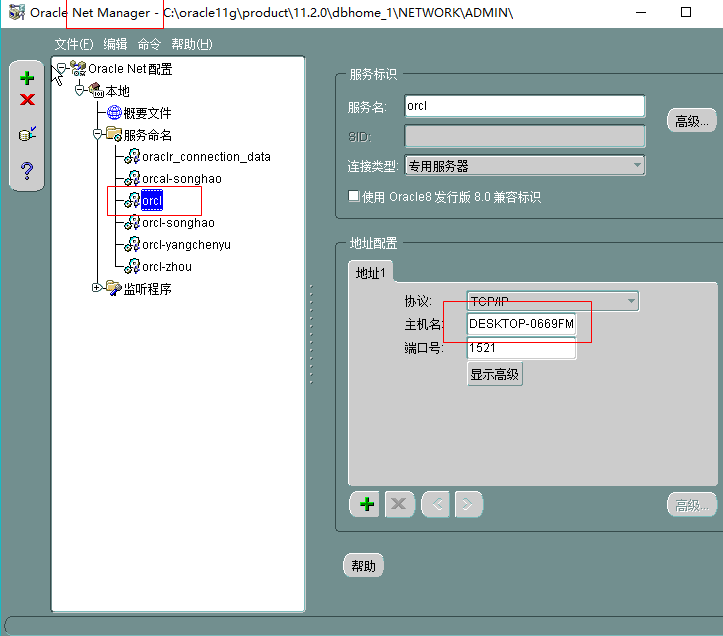 Oracle Net Manager - C:\oracle11g\product\11.2.0\dbhome_1\NETWORK\ADMIN\
文件(F) 编辑 命令 帮助(H)
Oracle Net 配置
本地
概要文件
服务命名
oraclr_connection_data
orcal-songhao
orcl
orcl-songhao
orcl-yangchenyu
orcl-zhou
监听程序
服务标识
服务名: orcl
高级...
SID:
连接类型: 专用服务器
使用 Oracle8 发行版 8.0 兼容标识
地址配置
地址1
协议: TCP/IP
主机名: DESKTOP-0669FM
端口号: 1521
显示高级
高级...
帮助